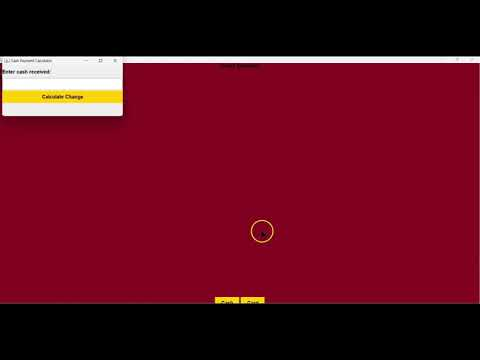 Cash Payment Calculator
Enter cash received:
Calculate Change
Cash Card